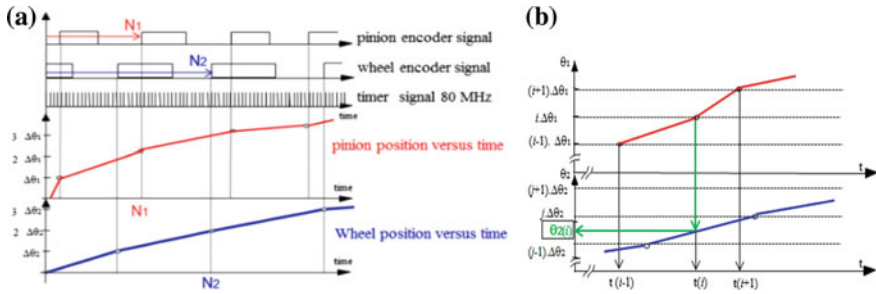 (a)
N1
pinion encoder signal
N2
wheel encoder signal
timer signal 80 MHz
time
3 Δθ1
2 Δθ1
Δθ1
pinion position versus time
time
N1
3 Δθ2
2 Δθ2
Δθ2
Wheel position versus time
time
N2
(b)
θ1
(i+1).Δθ1
i.Δθ1
(i-1).Δθ1
t
θ2
(j+1).Δθ2
j.Δθ2
θ2(i)
(j-1).Δθ2
t
t(i-1)
t(i)
t(i+1)